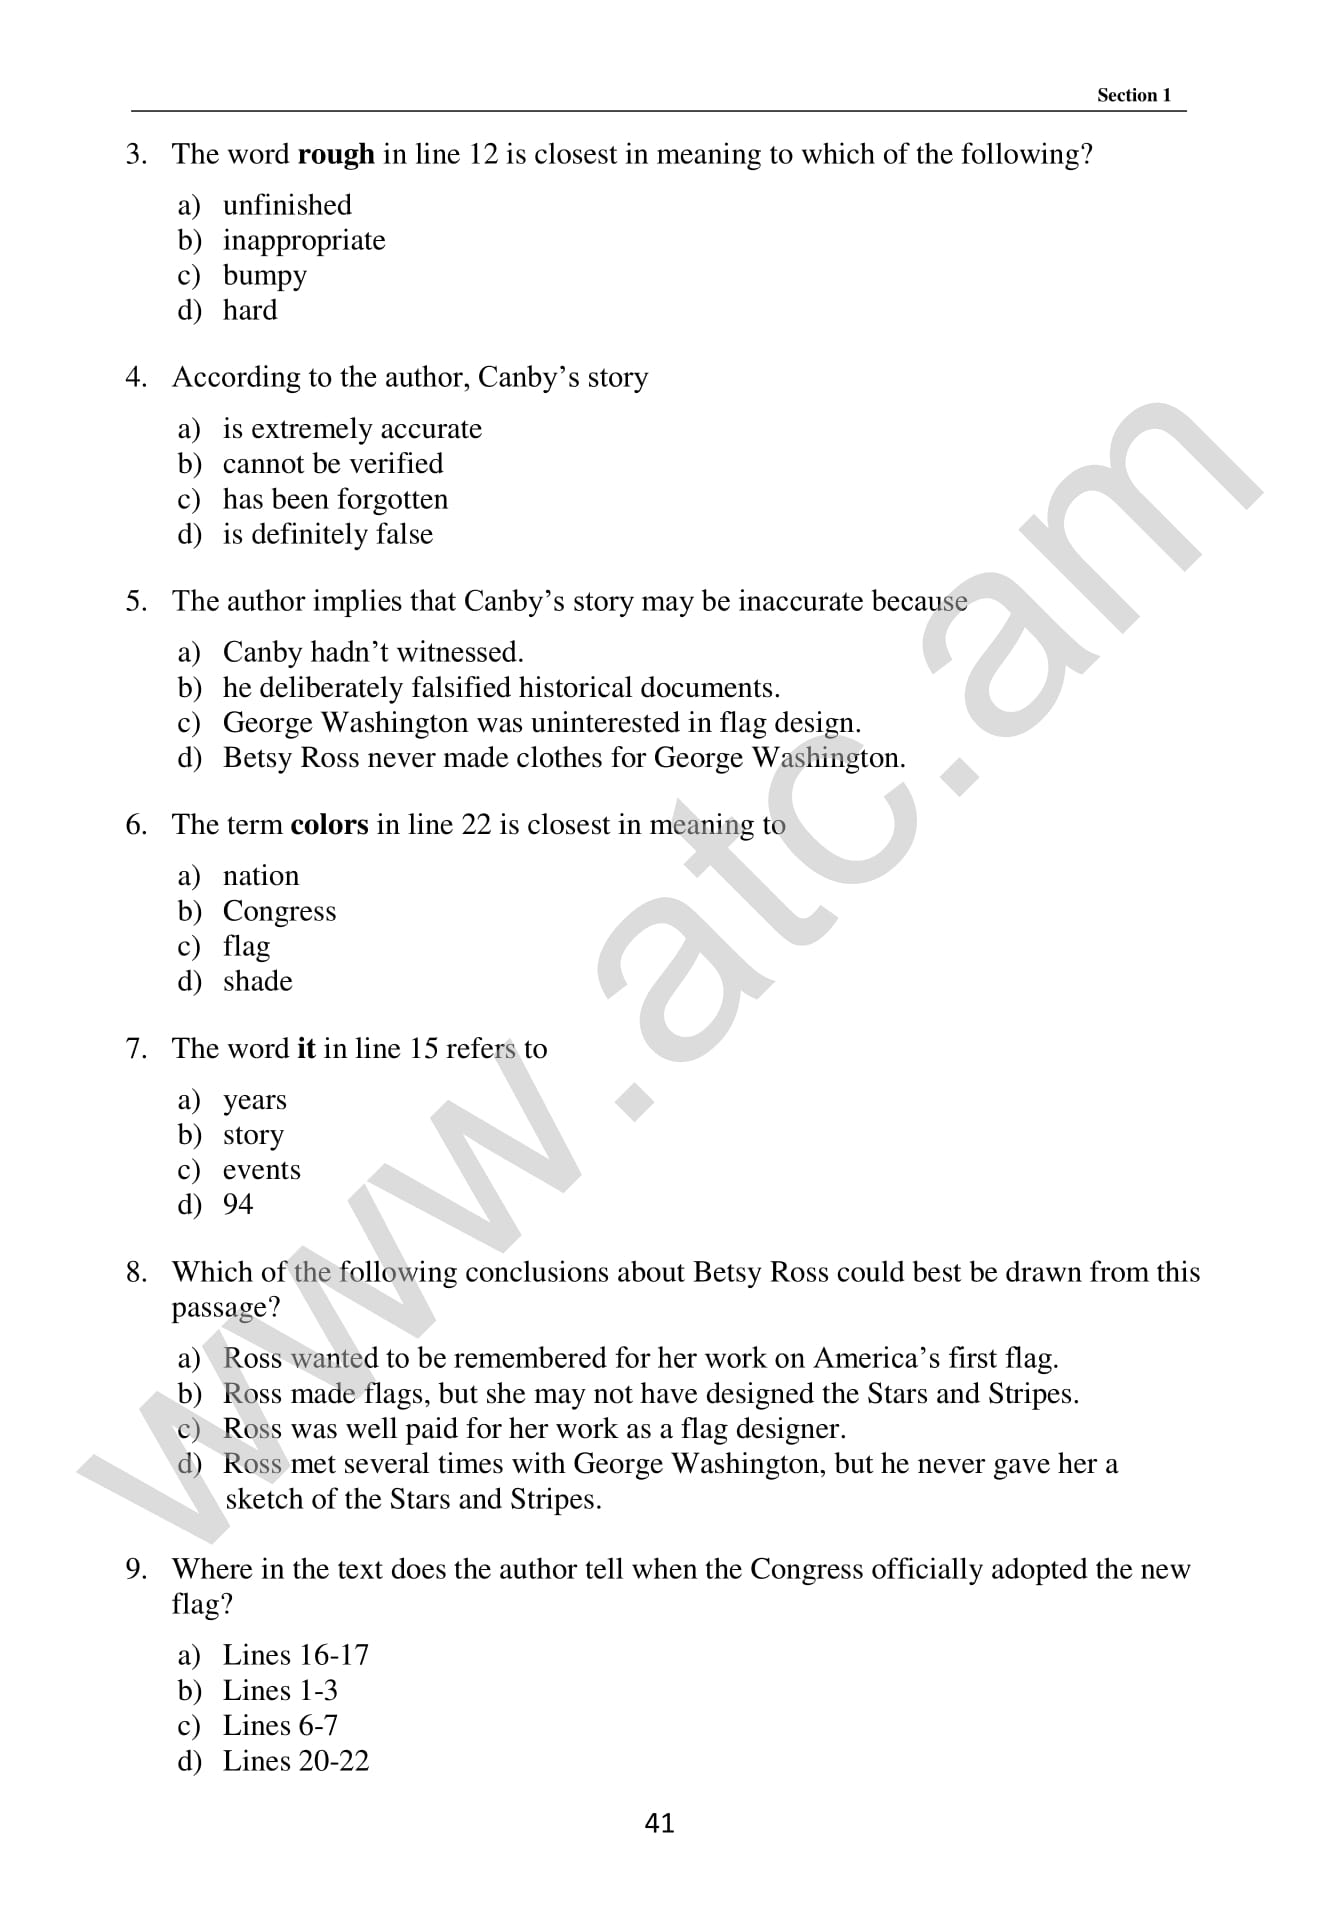 Section 1
3. The word rough in line 12 is closest in meaning to which of the following?
a) unfinished
b) inappropriate
c) bumpy
d) hard
4. According to the author, Canby’s story
a) is extremely accurate
b) cannot be verified
c) has been forgotten
d) is definitely false
5. The author implies that Canby’s story may be inaccurate because
a) Canby hadn’t witnessed.
b) he deliberately falsified historical documents.
c) George Washington was uninterested in flag design.
d) Betsy Ross never made clothes for George Washington.
6. The term colors in line 22 is closest in meaning to
a) nation
b) Congress
c) flag
d) shade
7. The word it in line 15 refers to
a) years
b) story
c) events
d) 94
8. Which of the following conclusions about Betsy Ross could best be drawn from this
passage?
a) Ross wanted to be remembered for her work on America’s first flag.
b) Ross made flags, but she may not have designed the Stars and Stripes.
c) Ross was well paid for her work as a flag designer.
d) Ross met several times with George Washington, but he never gave her a
sketch of the Stars and Stripes.
9. Where in the text does the author tell when the Congress officially adopted the new
flag?
a) Lines 16-17
b) Lines 1-3
c) Lines 6-7
d) Lines 20-22
41
www.atc.am